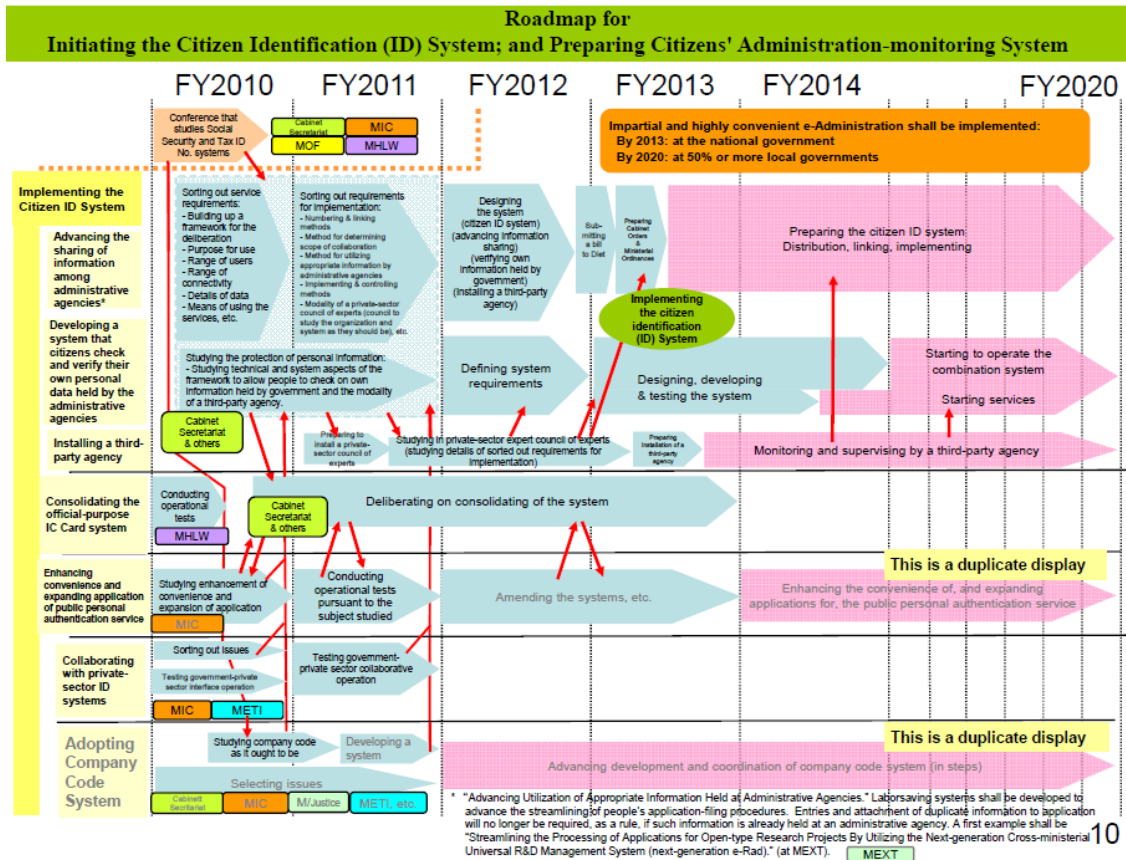 Roadmap for
Initiating the Citizen Identification (ID) System; and Preparing Citizens' Administration-monitoring System
FY2010
FY2011
FY2012
FY2013
FY2014
FY2020
Conference that
studies Social
Security and Tax ID
No. systems
Cabinet
Secretariat
MIC
MOF
MHLW
Impartial and highly convenient e-Administration shall be implemented:
By 2013: at the national government
By 2020: at 50% or more local governments
Implementing the
Citizen ID System
Advancing the
sharing of
information
among
administrative
agencies*
Sorting out service
requirements:
- Building up a
framework for the
deliberation
- Purpose for use
- Range of users
- Range of
connectivity
- Details of data
- Means of using the
services, etc.
Sorting out requirements
for implementation:
- Numbering & linking
methods
- Method for determining
scope of collaboration
- Method for utilizing
appropriate information by
administrative agencies
- Implementing & controlling
methods
- Modality of a private-sector
council of experts (council to
study the organization and
system as they should be), etc.
Designing
the system
(citizen ID system)
(advancing information
sharing)
(verifying own
information held by
government)
(installing a third-party
agency)
Sub-
mitting
a bill
to Diet
Preparing
Cabinet
Orders
&
Ministerial
Ordinances
Preparing the citizen ID system
Distribution, linking, implementing
Implementing
the citizen
identification
(ID) System
Developing a
system that
citizens check
and verify their
own personal
data held by the
administrative
agencies
Studying the protection of personal information:
- Studying technical and system aspects of the
framework to allow people to check on own
information held by government and the modality
of a third-party agency.
Defining system
requirements
Designing, developing
& testing the system
Starting to operate the
combination system
Starting services
Cabinet
Secretariat
& others
Installing a third-
party agency
Preparing to
install a private-
sector council of
experts
Studying in private-sector expert council of experts
(studying details of sorted out requirements for
implementation)
Preparing
installation of a
third-party
agency
Monitoring and supervising by a third-party agency
Consolidating the
official-purpose
IC Card system
Conducting
operational
tests
MHLW
Cabinet
Secretariat
& others
Deliberating on consolidating of the system
Enhancing
convenience and
expanding application
of public personal
authentication service
Studying enhancement of
convenience and
expansion of application
MIC
Conducting
operational tests
pursuant to the
subject studied
Amending the systems, etc.
This is a duplicate display
Enhancing the convenience of, and expanding
applications for, the public personal authentication service
Collaborating
with private-
sector ID
systems
Sorting out issues
Testing government-private
sector interface operation
MIC
METI
Testing government-
private sector collaborative
operation
Adopting
Company
Code
System
Studying company code
as it ought to be
Developing a
system
Selecting issues
Cabinett
Secritariat
MIC
M/Justice
METI, etc.
This is a duplicate display
Advancing development and coordination of company code system (in steps)
* "Advancing Utilization of Appropriate Information Held at Administrative Agencies." Laborsaving systems shall be developed to
advance the streamlining of people's application-filing procedures. Entries and attachment of duplicate information to application
will no longer be required, as a rule, if such information is already held at an administrative agency. A first example shall be
"Streamlining the Processing of Applications for Open-type Research Projects By Utilizing the Next-generation Cross-ministerial
Universal R&D Management System (next-generation e-Rad)." (at MEXT).
MEXT
10